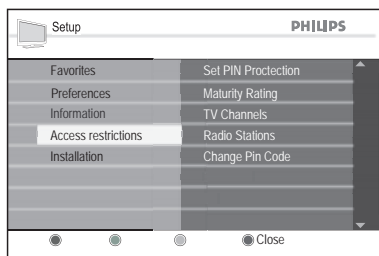 Setup
PHILIPS
Favorites
Preferences
Information
Access restrictions
Installation
Set PIN Proctection
Maturity Rating
TV Channels
Radio Stations
Change Pin Code
Close